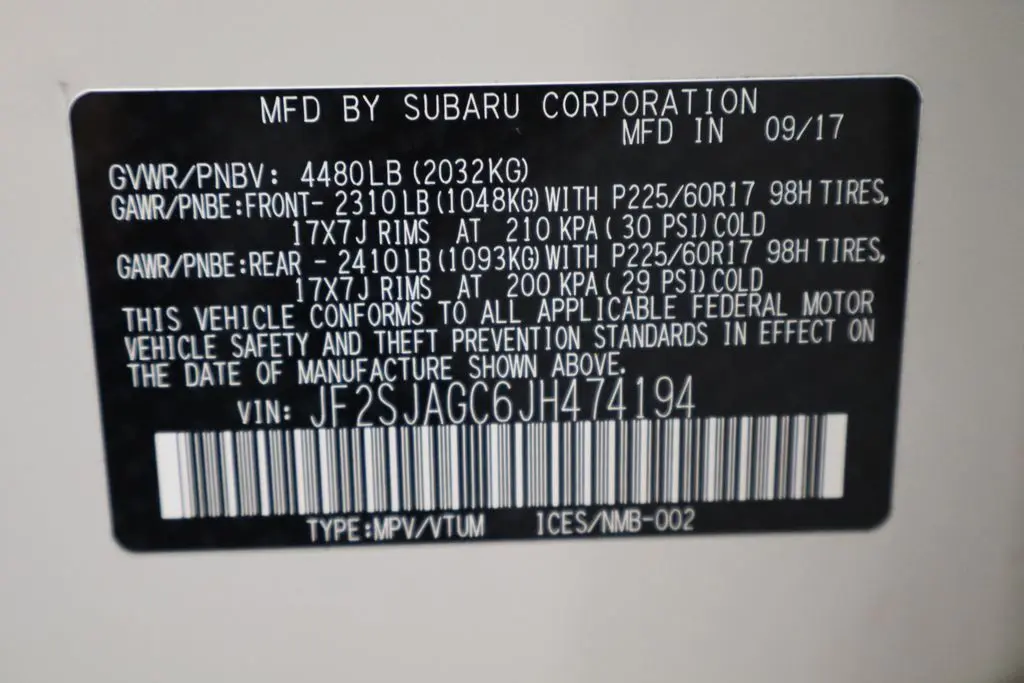 MFD BY SUBARU CORPORATION
MFD IN 09/17
GVWR/PNBV: 4480LB (2032KG)
GAWR/PNBE:FRONT- 2310LB (1048KG) WITH P225/60R17 98H TIRES,
17X7J RIMS AT 210 KPA ( 30 PSI) COLD
GAWR/PNBE:REAR - 2410LB (1093KG) WITH P225/60R17 98H TIRES,
17X7J RIMS AT 200 KPA ( 29 PSI) COLD
THIS VEHICLE CONFORMS TO ALL APPLICABLE FEDERAL MOTOR
VEHICLE SAFETY AND THEFT PREVENTION STANDARDS IN EFFECT ON
THE DATE OF MANUFACTURE SHOWN ABOVE.
VIN: JF2SJAGC6JH474194
TYPE:MPV/VTUM ICES/NMB-002